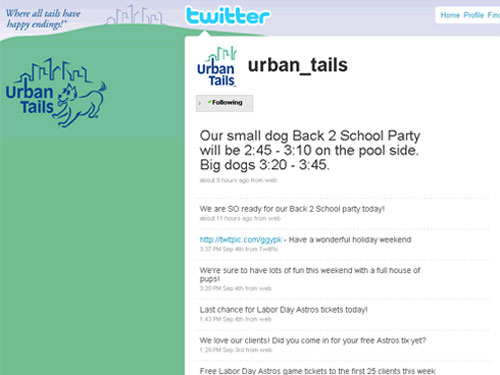 Where all tails have
happy endings!"
twitter
Home Profile Fin
Urban
Tails
Urban
Tails
urban_tails
Following
Our small dog Back 2 School Party
will be 2:45 - 3:10 on the pool side.
Big dogs 3:20 - 3:45.
about 9 hours ago from web
We are SO ready for our Back 2 School party today!
about 11 hours ago from web
http://twitpic.com/ggypk - Have a wonderful holiday weekend
3:37 PM Sep 4th from TwitPic
We're sure to have lots of fun this weekend with a full house of
pups!
3:20 PM Sep 4th from web
Last chance for Labor Day Astros tickets today!
1:43 PM Sep 4th from web
We love our clients! Did you come in for your free Astros tix yet?
1:29 PM Sep 3rd from web
Free Labor Day Astros game tickets to the first 25 clients this week